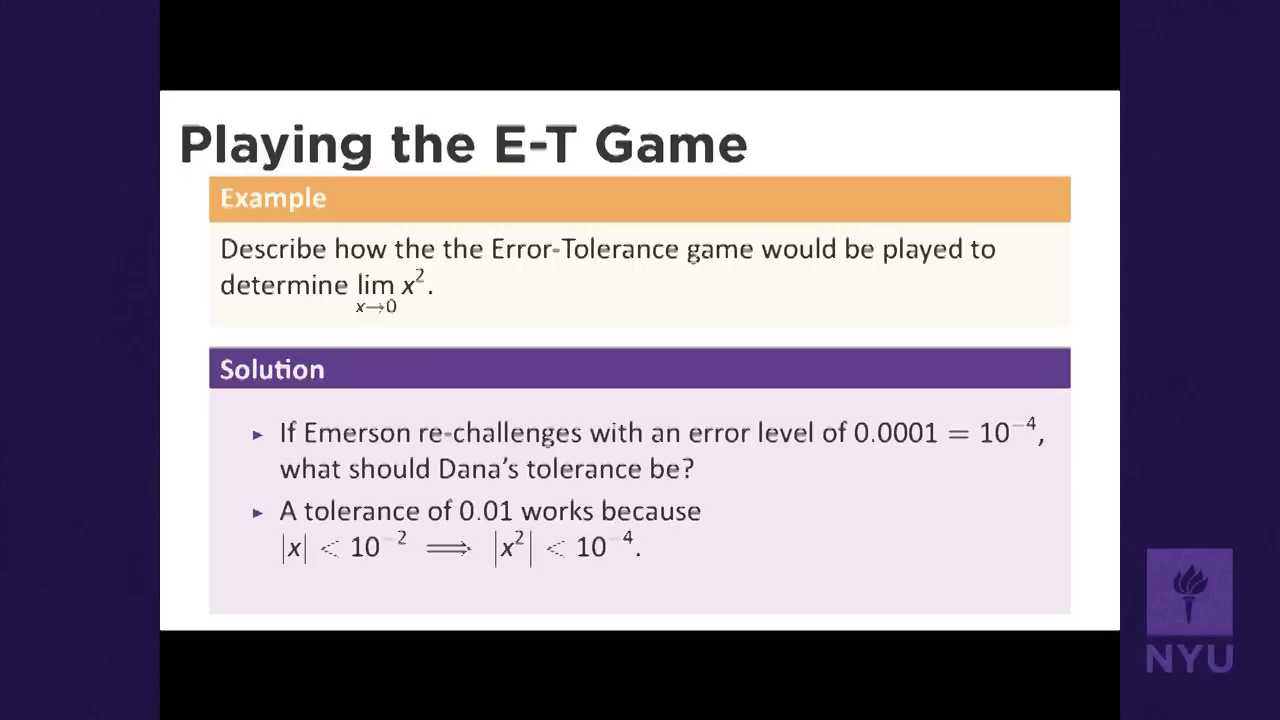 Playing the E-T Game
Example
Describe how the the Error-Tolerance game would be played to
determine lim x².
x→0
Solution
▸ If Emerson re-challenges with an error level of 0.0001 = 10⁻⁴,
what should Dana's tolerance be?
▸ A tolerance of 0.01 works because
|x| < 10⁻² ⟹ |x²| < 10⁻⁴.
NYU